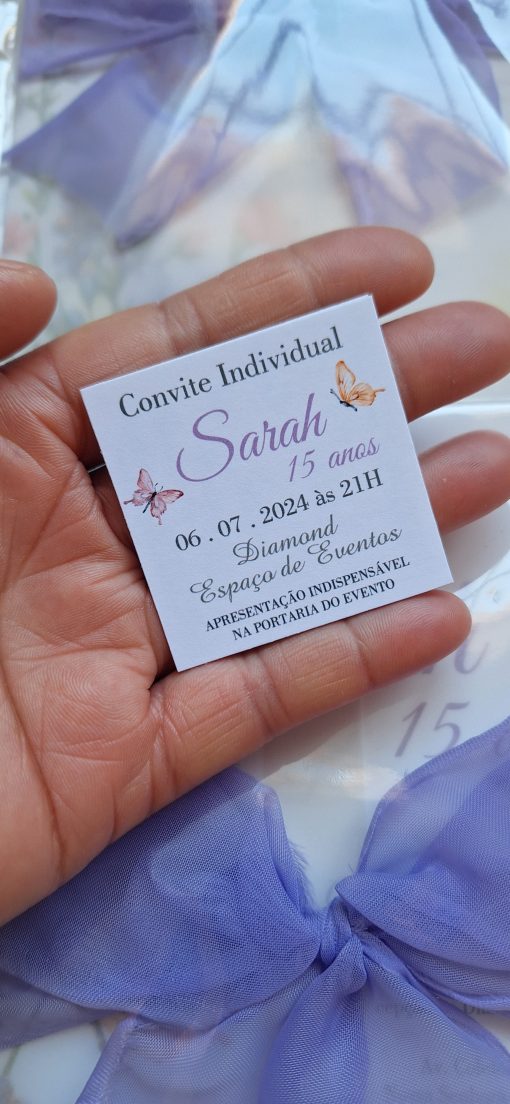 Convite Individual
Sarah
15 anos
06 . 07 . 2024 às 21H
Diamond
Espaço de Eventos
APRESENTAÇÃO INDISPENSÁVEL
NA PORTARIA DO EVENTO
15